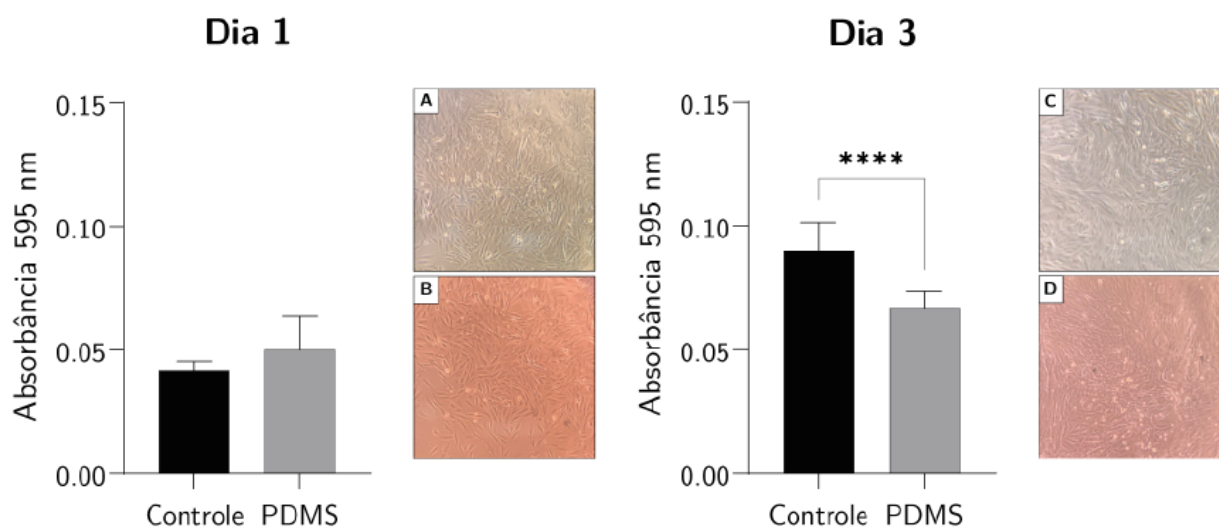 Dia 1
Absorbância 595 nm
0.15
0.10
0.05
0.00
Controle PDMS
A
B
Dia 3
Absorbância 595 nm
0.15
0.10
0.05
0.00
****
Controle PDMS
C
D